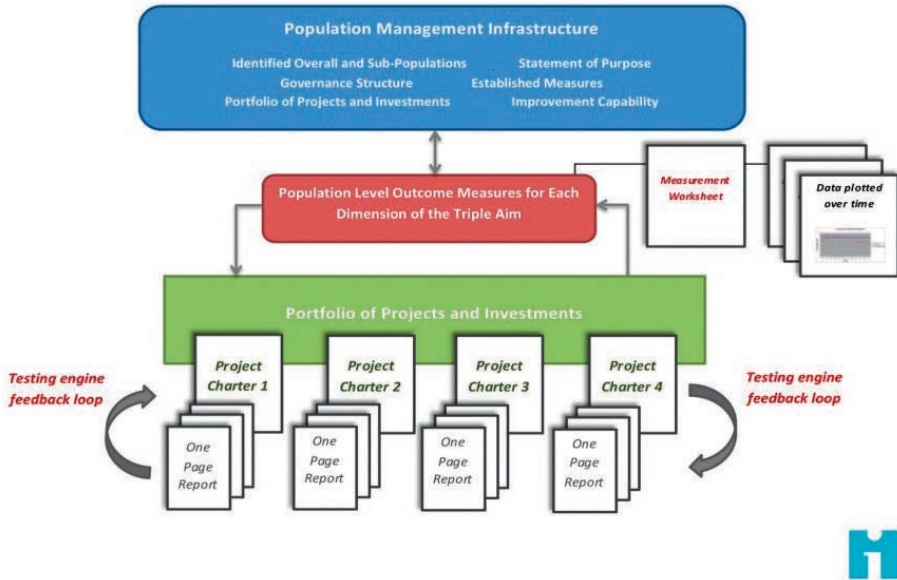 Population Management Infrastructure
Identified Overall and Sub-Populations
Statement of Purpose
Governance Structure
Established Measures
Portfolio of Projects and Investments
Improvement Capability
Population Level Outcome Measures for Each
Dimension of the Triple Aim
Measurement
Worksheet
Data plotted
over time
Portfolio of Projects and Investments
Testing engine
feedback loop
Project
Charter 1
Project
Charter 2
Project
Charter 3
Project
Charter 4
Testing engine
feedback loop
One
Page
Report
One
Page
Report
One
Page
Report
One
Page
Report